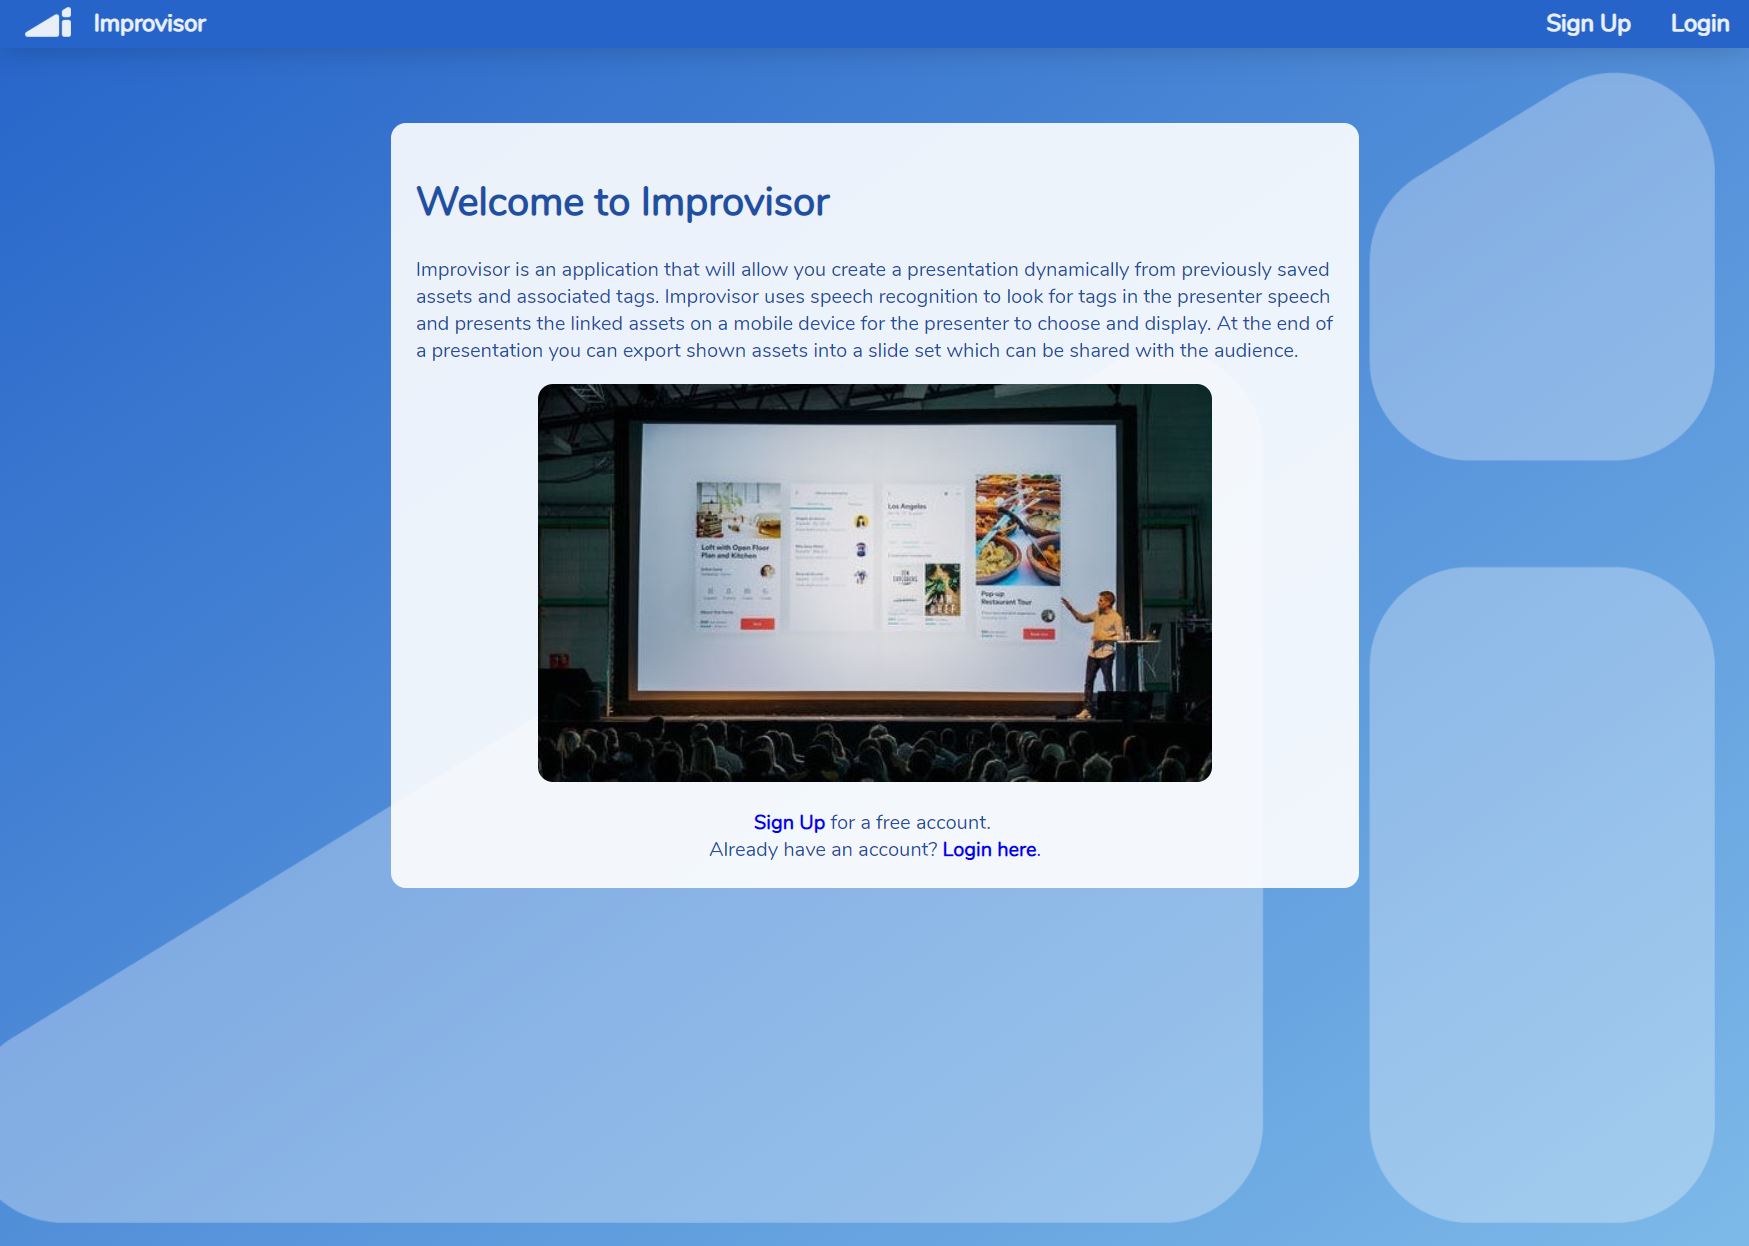 Improvisor
Sign Up
Login
Welcome to Improvisor
Improvisor is an application that will allow you create a presentation dynamically from previously saved
assets and associated tags. Improvisor uses speech recognition to look for tags in the presenter speech
and presents the linked assets on a mobile device for the presenter to choose and display. At the end of
a presentation you can export shown assets into a slide set which can be shared with the audience.
Loft with Open Floor
Plan and Kitchen
Los Angeles
Pop-up
Restaurant Tour
Sign Up for a free account.
Already have an account? Login here.